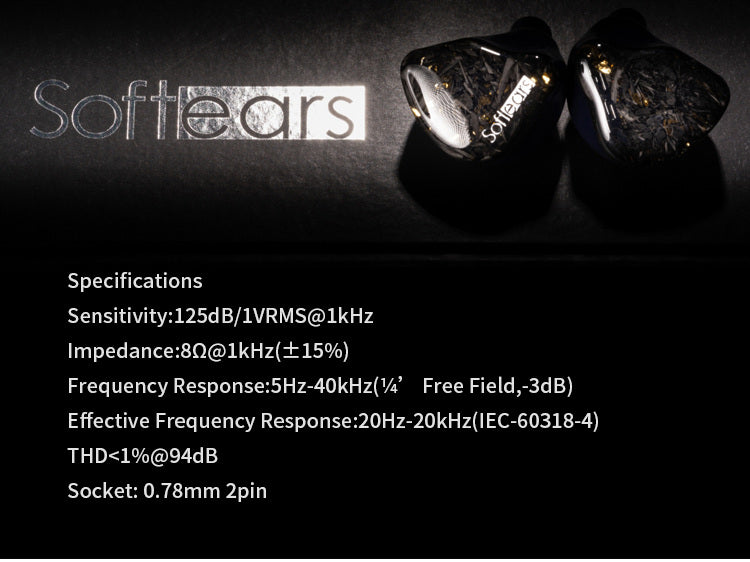 Softears
Softears
Specifications
Sensitivity:125dB/1VRMS@1kHz
Impedance:8Ω@1kHz(±15%)
Frequency Response:5Hz-40kHz(¼’ Free Field,-3dB)
Effective Frequency Response:20Hz-20kHz(IEC-60318-4)
THD<1%@94dB
Socket: 0.78mm 2pin